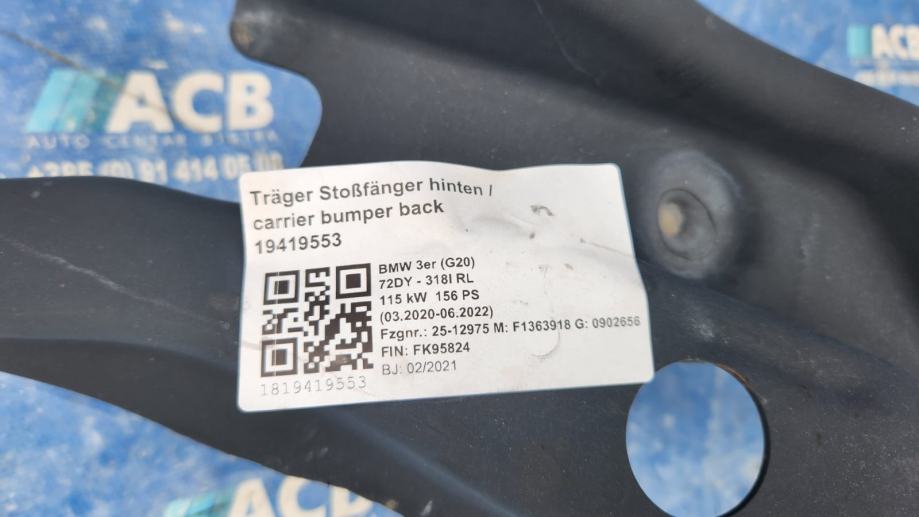 ACB
AUTO CENTAR
ACB
Träger Stoßfänger hinten /
carrier bumper back
19419553
BMW 3er (G20)
72DY - 318I RL
115 kW 156 PS
(03.2020-06.2022)
Fzgnr.: 25-12975 M: F1363918 G: 0902656
FIN: FK95824
BJ: 02/2021
1819419553
ACB